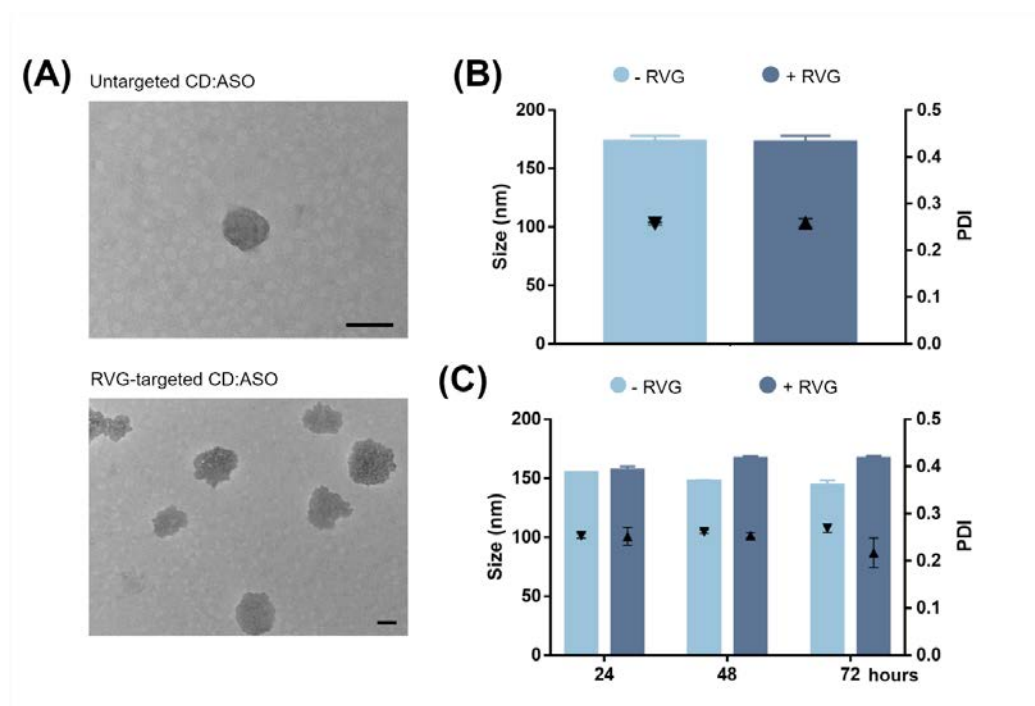 (A)
Untargeted CD:ASO
RVG-targeted CD:ASO
(B)
- RVG
+ RVG
200
150
100
50
0
Size (nm)
0.5
0.4
0.3
0.2
0.1
0.0
PDI
(C)
- RVG
+ RVG
200
150
100
50
0
Size (nm)
0.5
0.4
0.3
0.2
0.1
0.0
PDI
24 48 72 hours